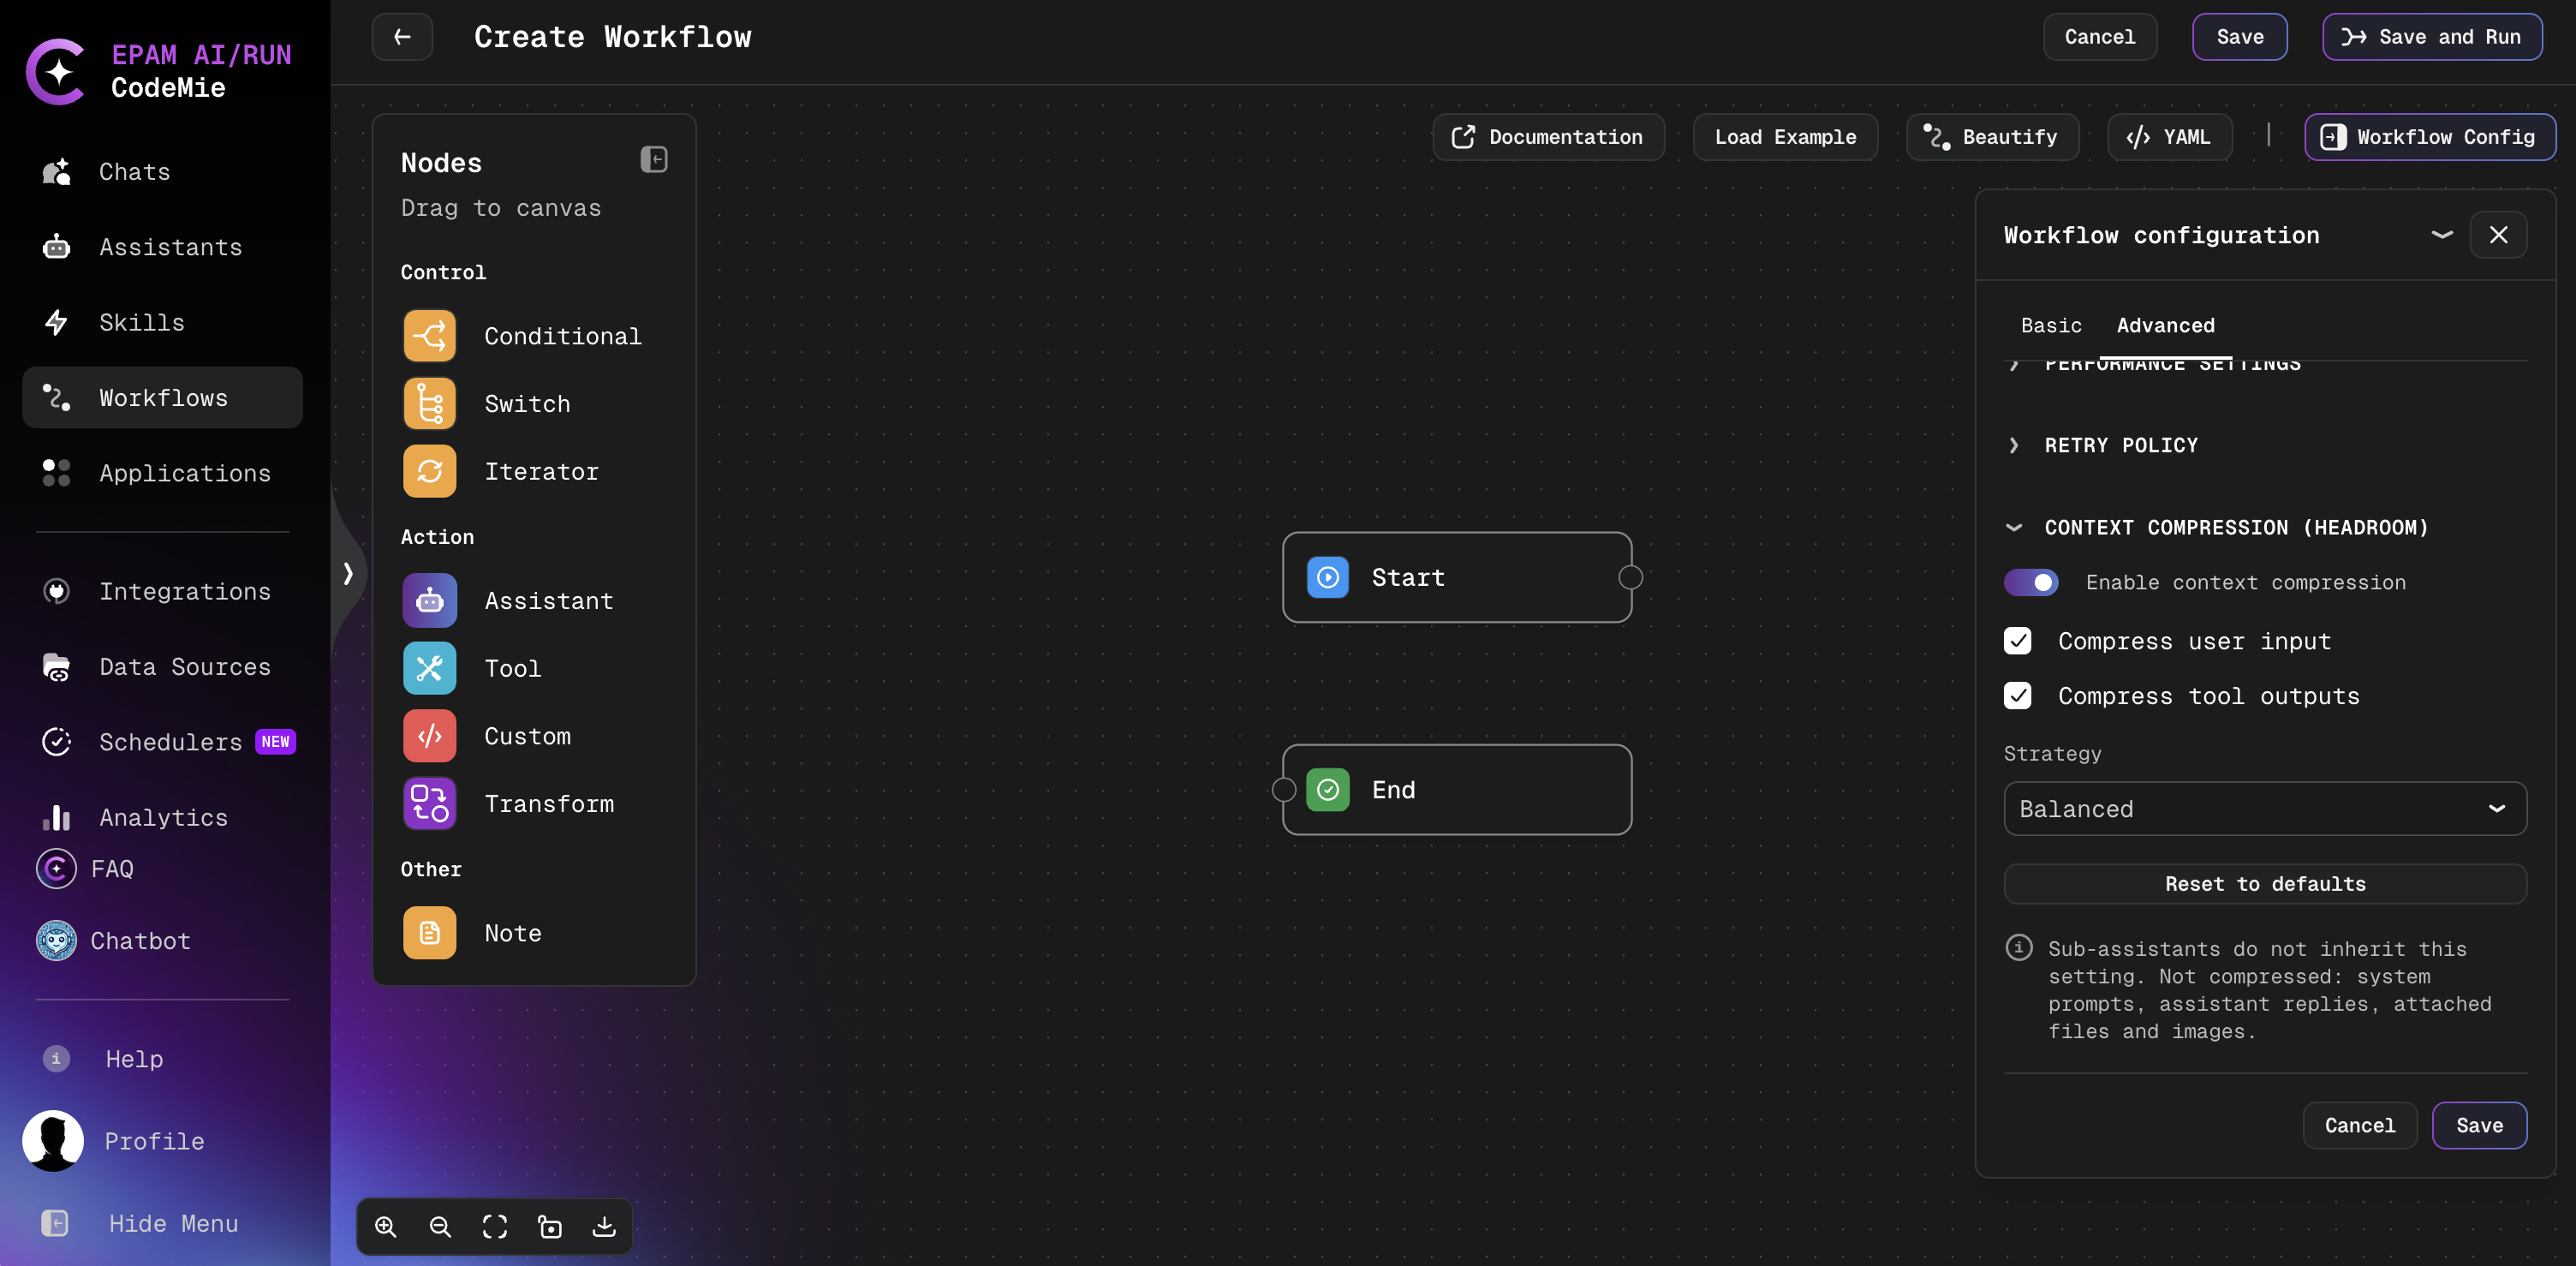 EPAM AI/RUN
CodeMie
Chats
Assistants
Skills
Workflows
Applications
Integrations
Data Sources
Schedulers NEW
Analytics
FAQ
Chatbot
Help
Profile
Hide Menu
Create Workflow
Cancel
Save
Save and Run
Nodes
Drag to canvas
Control
Conditional
Switch
Iterator
Action
Assistant
Tool
Custom
Transform
Other
Note
Documentation
Load Example
Beautify
YAML
Workflow Config
Start
End
Workflow configuration
Basic
Advanced
PERFORMANCE SETTINGS
RETRY POLICY
CONTEXT COMPRESSION (HEADROOM)
Enable context compression
Compress user input
Compress tool outputs
Strategy
Balanced
Reset to defaults
Sub-assistants do not inherit this
setting. Not compressed: system
prompts, assistant replies, attached
files and images.
Cancel
Save